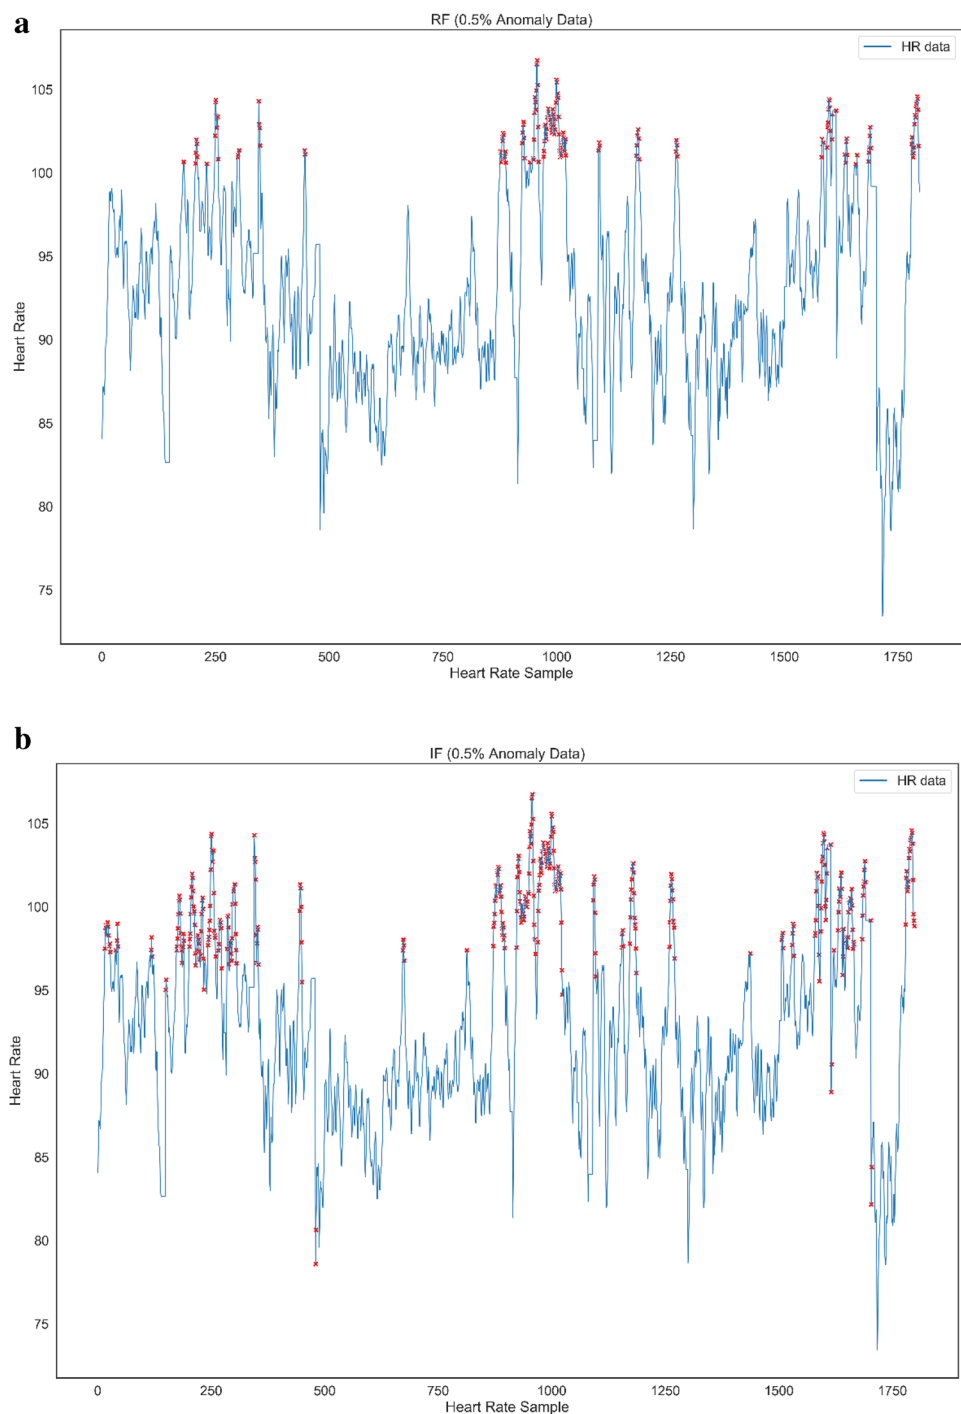 a
RF (0.5% Anomaly Data)
HR data
105
100
95
90
85
80
75
Heart Rate
0 250 500 750 1000 1250 1500 1750
Heart Rate Sample
b
IF (0.5% Anomaly Data)
HR data
105
100
95
90
85
80
75
Heart Rate
0 250 500 750 1000 1250 1500 1750
Heart Rate Sample